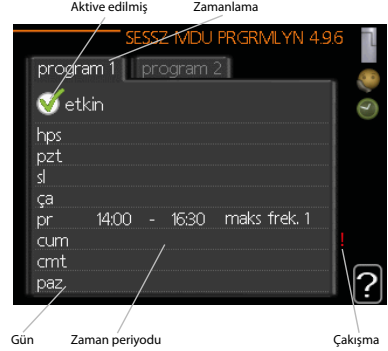 Aktive edilmiş Zamanlama
SESSZ MDU PRGRMLYN 4.9.6
program 1 program 2
etkin
hps
pzt
sl
ça
pr 14:00 - 16:30 maks frek. 1
cum
cmt
paz
!
?
Gün Zaman periyodu Çakışma